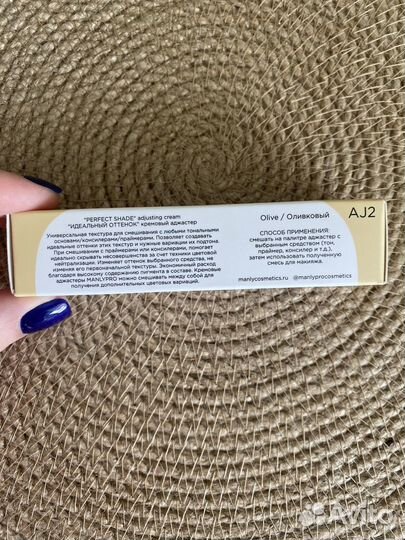 "PERFECT SHADE" adjusting cream
"ИДЕАЛЬНЫЙ ОТТЕНОК" кремовый аджастер
Универсальная текстура для смешивания с любыми тональными
основами/консилерами/праймерами. Позволяет создавать
идеальные оттенки этих текстур и нужные вариации их подтона.
При смешивании с праймерами или консилерами, помогает
идеально скрывать несовершенства за счет техники цветовой
нейтрализации. Изменяет оттенок выбранного средства, не
изменяя его первоначальной текстуры. Экономичный расход
благодаря высокому содержанию пигмента в составе. Кремовые
аджастеры MANLYPRO можно смешивать между собой для
получения дополнительных цветовых вариаций.
Olive / Оливковый
AJ2
СПОСОБ ПРИМЕНЕНИЯ:
смешать на палитре аджастер с
выбранным средством (тон,
праймер, консилер и т.д.),
затем использовать полученную
смесь для макияжа.
manlycosmetics.ru @manlyprocosmetics
Avito